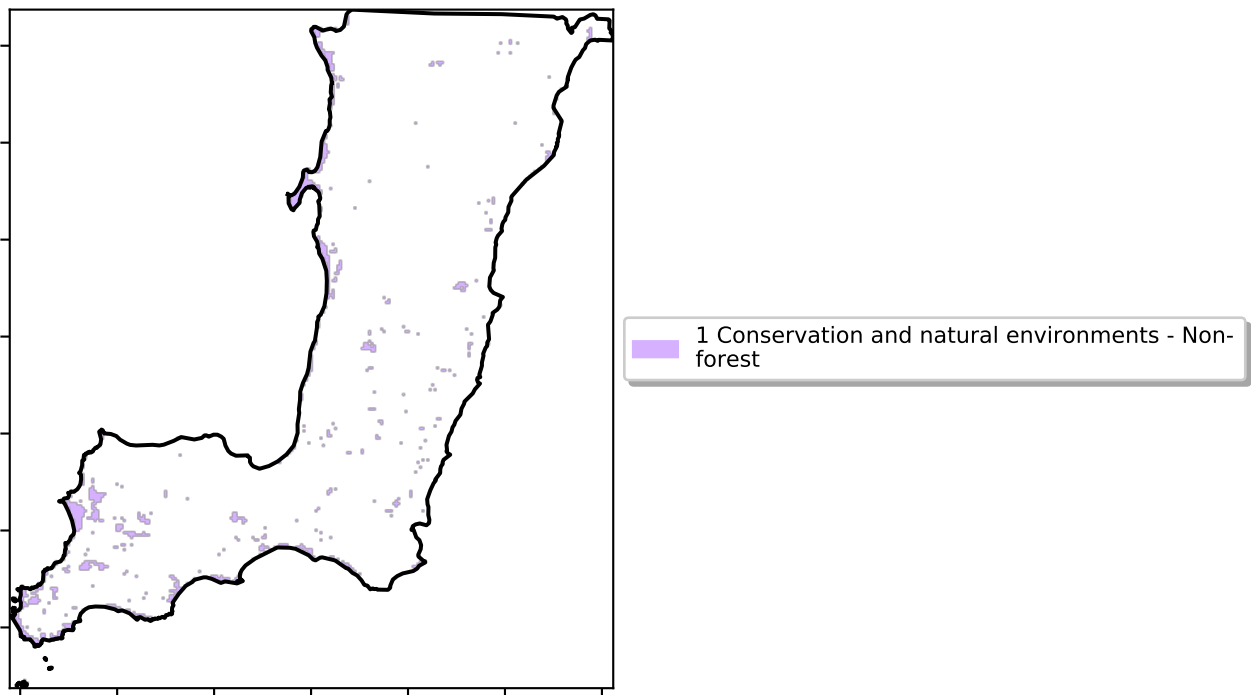 1 Conservation and natural environments - Non-
forest